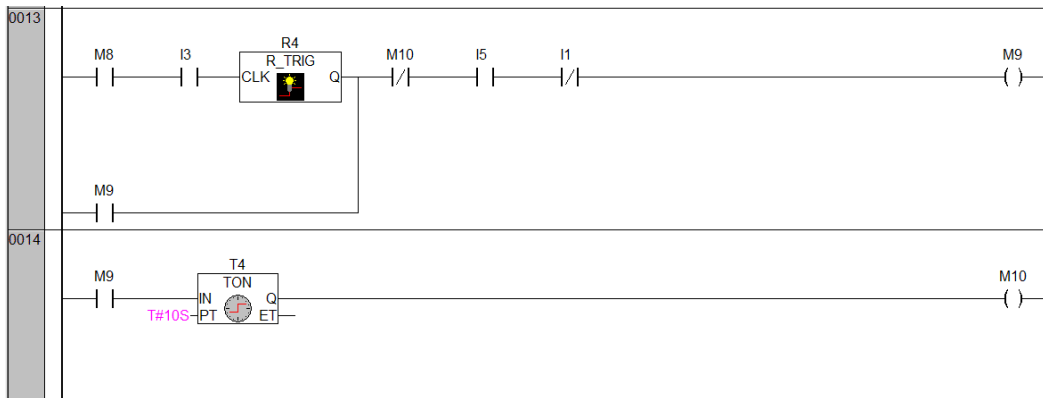 0013
M8 I3 R4 M10 I5 I1 M9
R_TRIG
CLK Q
M9
0014
M9 T4 M10
TON
IN Q
T#10S PT ET